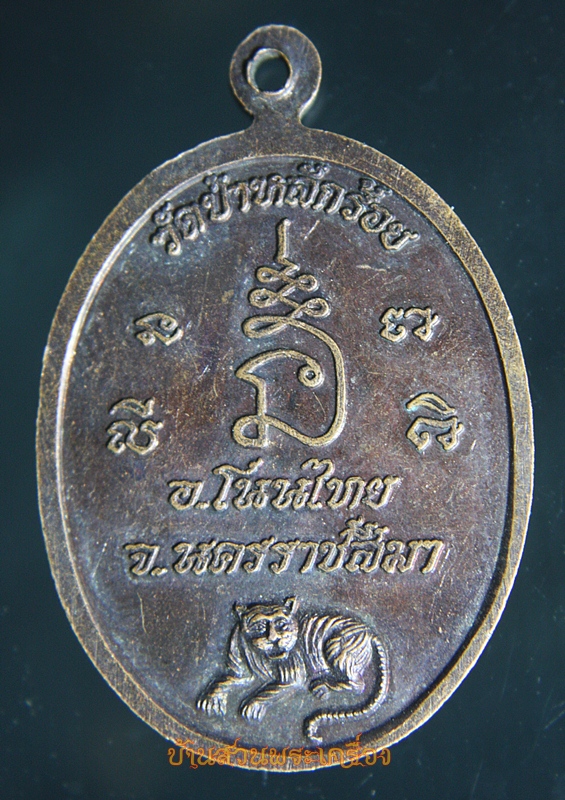 วัดป่าหลักร้อย
อ.โนนไทย
จ.นครราชสีมา
บ้านสวนพระเครื่อง